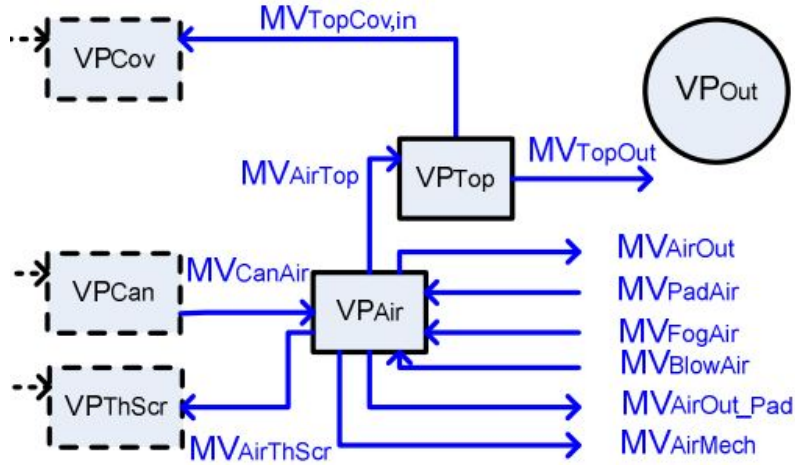 MVTopCov,in
VPCov
VPOut
MVTopOut
MVAirTop
VPTop
MVAirOut
MVCanAir
VPCan
MVPadAir
VPAir
MVFogAir
MVBlowAir
VPThScr
MVAirOut_Pad
MVAirThScr
MVAirMech